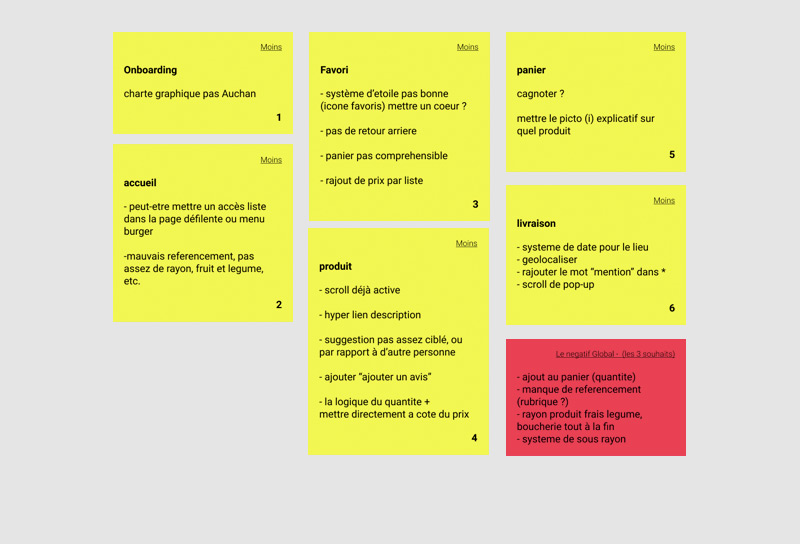 Moins
Onboarding
charte graphique pas Auchan
1
Moins
accueil
- peut-etre mettre un accès liste
dans la page défilente ou menu
burger
-mauvais referencement, pas
assez de rayon, fruit et legume,
etc.
2
Moins
Favori
- système d’etoile pas bonne
(icone favoris) mettre un coeur ?
- pas de retour arriere
- panier pas comprehensible
- rajout de prix par liste
3
Moins
produit
- scroll déjà active
- hyper lien description
- suggestion pas assez ciblé, ou
par rapport à d’autre personne
- ajouter “ajouter un avis”
- la logique du quantite +
mettre directement a cote du prix
4
Moins
panier
cagnoter ?
mettre le picto (i) explicatif sur
quel produit
5
Moins
livraison
- systeme de date pour le lieu
- geolocaliser
- rajouter le mot “mention” dans *
- scroll de pop-up
6
Le negatif Global - (les 3 souhaits)
- ajout au panier (quantite)
- manque de referencement
(rubrique ?)
- rayon produit frais legume,
boucherie tout à la fin
- systeme de sous rayon